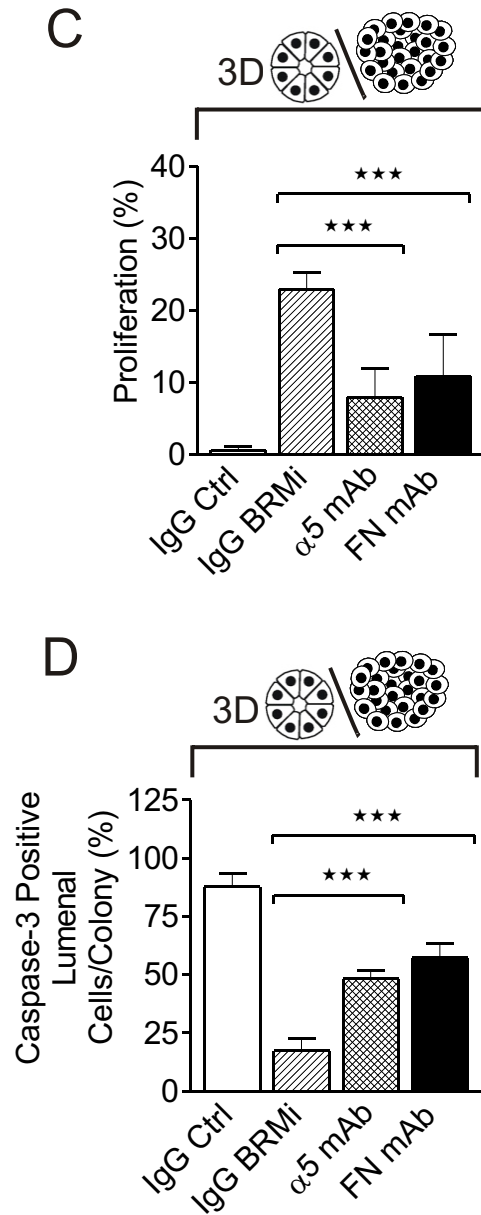 C
3D
40
30
20
10
0
Proliferation (%)
★★★
★★★
IgG Ctrl
IgG BRMi
α5 mAb
FN mAb
D
3D
125
100
75
50
25
0
Caspase-3 Positive
Lumenal
Cells/Colony (%)
★★★
★★★
IgG Ctrl
IgG BRMi
α5 mAb
FN mAb